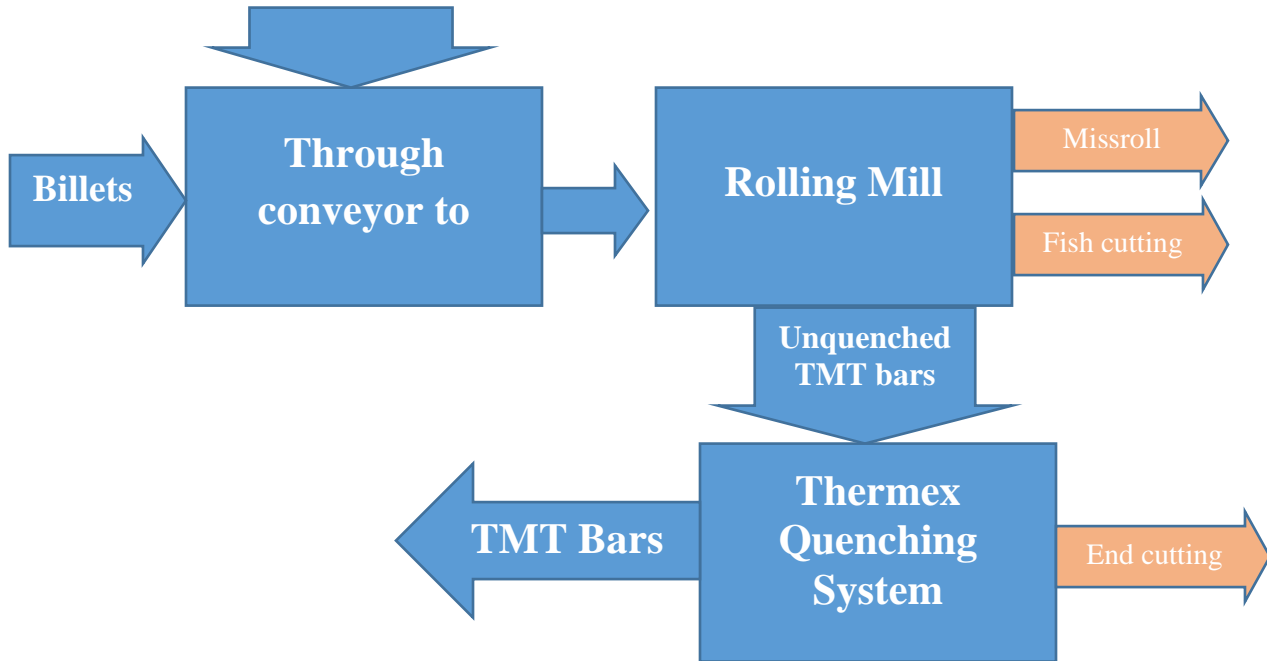 Billets
Through
conveyor to
Rolling Mill
Missroll
Fish cutting
Unquenched
TMT bars
TMT Bars
Thermex
Quenching
System
End cutting